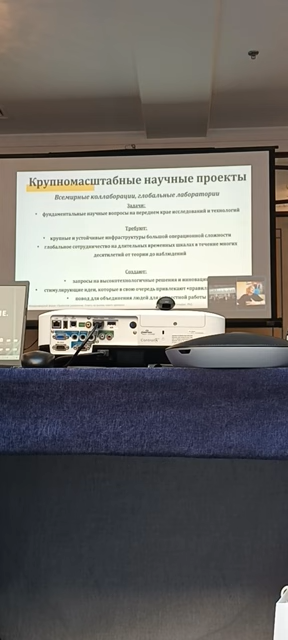 Крупномасштабные научные проекты
Всемирные коллаборации, глобальные лаборатории
Задачи:
• фундаментальные научные вопросы на переднем крае исследований и технологий
Требуют:
• крупные и устойчивые инфраструктуры большой операционной сложности
• глобальное сотрудничество на длительных временных шкалах в течение многих
десятилетий от теории до наблюдений
Создают:
• запросы на высокотехнологичные решения и инновации
• стимулирующие идеи, которые в свою очередь привлекают
• повод для объединения людей для работы